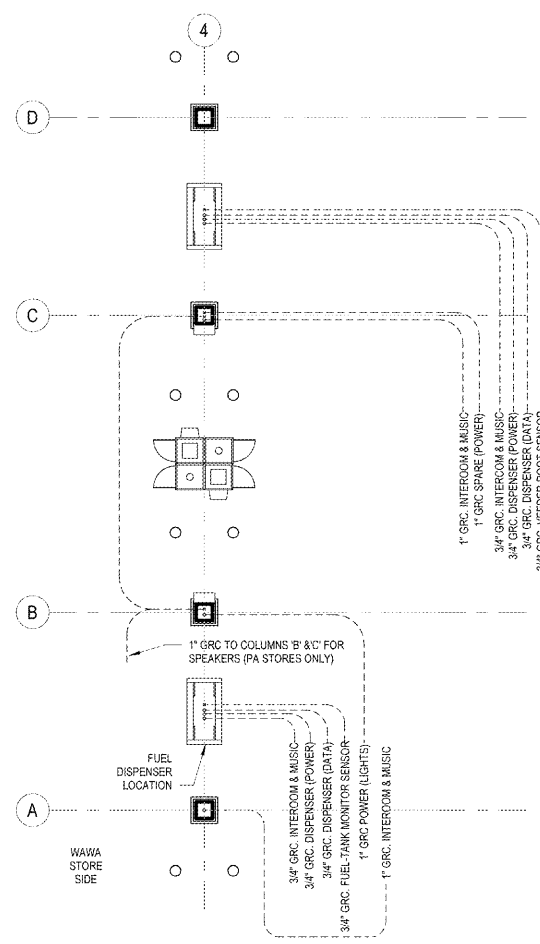 4
D
C
1" GRC. INTEROOM & MUSIC
1" GRC SPARE (POWER)
3/4" GRC. INTERCOM & MUSIC
3/4" GRC. DISPENSER (POWER)
3/4" GRC. DISPENSER (DATA)
B
1" GRC TO COLUMNS 'B' &'C' FOR
SPEAKERS (PA STORES ONLY)
FUEL
DISPENSER
LOCATION
3/4" GRC. INTEROOM & MUSIC
3/4" GRC. DISPENSER (POWER)
3/4" GRC. DISPENSER (DATA)
3/4" GRC. FUEL-TANK MONITOR SENSOR
1" GRC POWER (LIGHTS)
1" GRC. INTEROOM & MUSIC
A
WAWA
STORE
SIDE